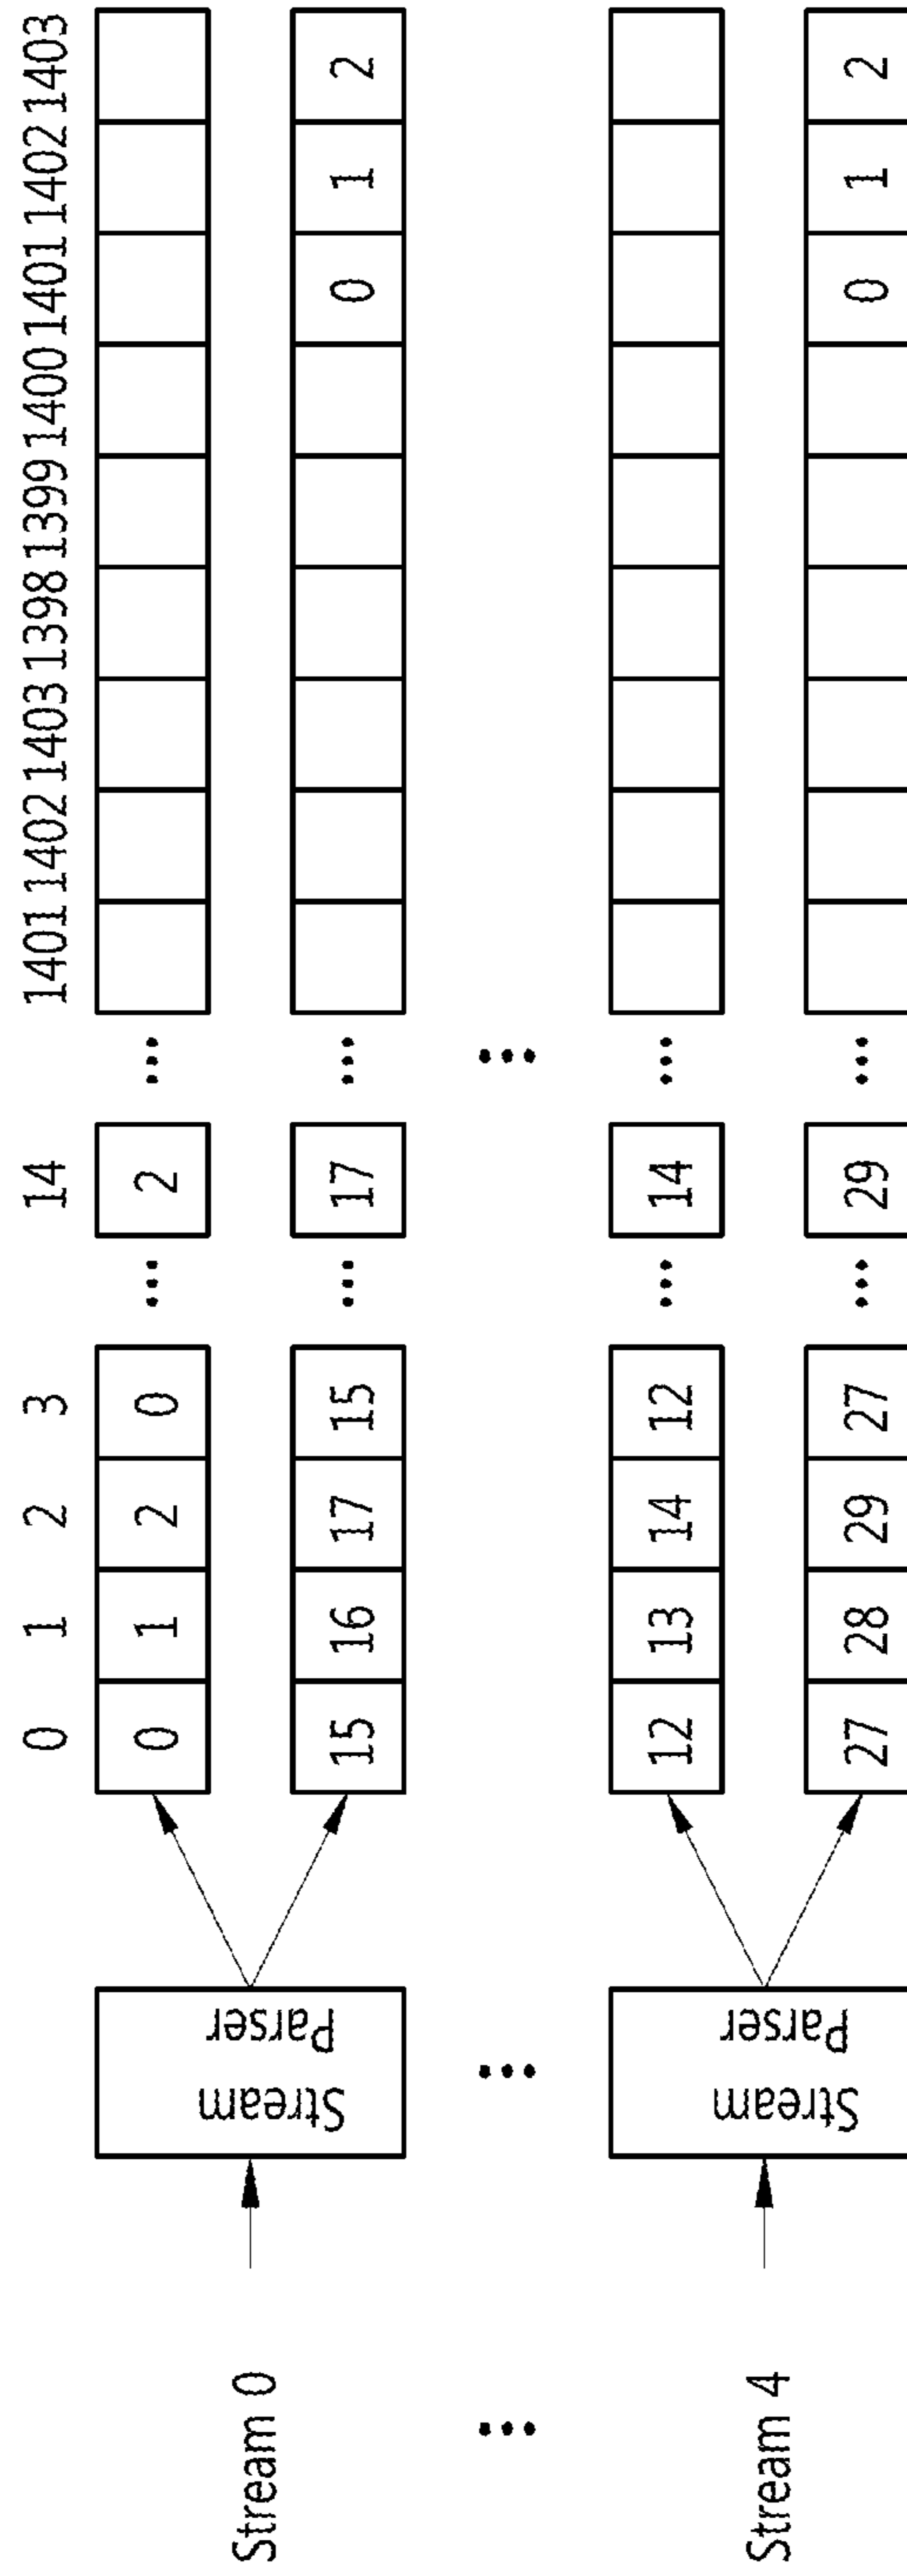 0 1 2 3 14 1401 1402 1403 1398 1399 1400 1401 1402 1403
0 1 2 0 ... 2 ...
Stream 0
Stream
Parser
15 16 17 15 ... 17 ... 0 1 2
... ... ...
12 13 14 12 ... 14 ...
Stream 4
Stream
Parser
27 28 29 27 ... 29 ... 0 1 2